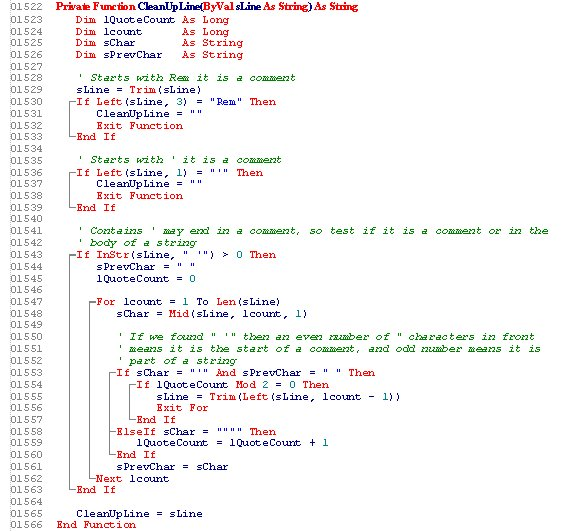 01522 Private Function CleanUpLine(ByVal sLine As String) As String
01523 Dim lQuoteCount As Long
01524 Dim lcount As Long
01525 Dim sChar As String
01526 Dim sPrevChar As String
01527
01528 ' Starts with Rem it is a comment
01529 sLine = Trim(sLine)
01530 If Left(sLine, 3) = "Rem" Then
01531 CleanUpLine = ""
01532 Exit Function
01533 End If
01534
01535 ' Starts with ' it is a comment
01536 If Left(sLine, 1) = "'" Then
01537 CleanUpLine = ""
01538 Exit Function
01539 End If
01540
01541 ' Contains ' may end in a comment, so test if it is a comment or in the
01542 ' body of a string
01543 If InStr(sLine, " '") > 0 Then
01544 sPrevChar = " "
01545 lQuoteCount = 0
01546
01547 For lcount = 1 To Len(sLine)
01548 sChar = Mid(sLine, lcount, 1)
01549
01550 ' If we found " '" then an even number of " characters in front
01551 ' means it is the start of a comment, and odd number means it is
01552 ' part of a string
01553 If sChar = "'" And sPrevChar = " " Then
01554 If lQuoteCount Mod 2 = 0 Then
01555 sLine = Trim(Left(sLine, lcount - 1))
01556 Exit For
01557 End If
01558 ElseIf sChar = """" Then
01559 lQuoteCount = lQuoteCount + 1
01560 End If
01561 sPrevChar = sChar
01562 Next lcount
01563 End If
01564
01565 CleanUpLine = sLine
01566 End Function